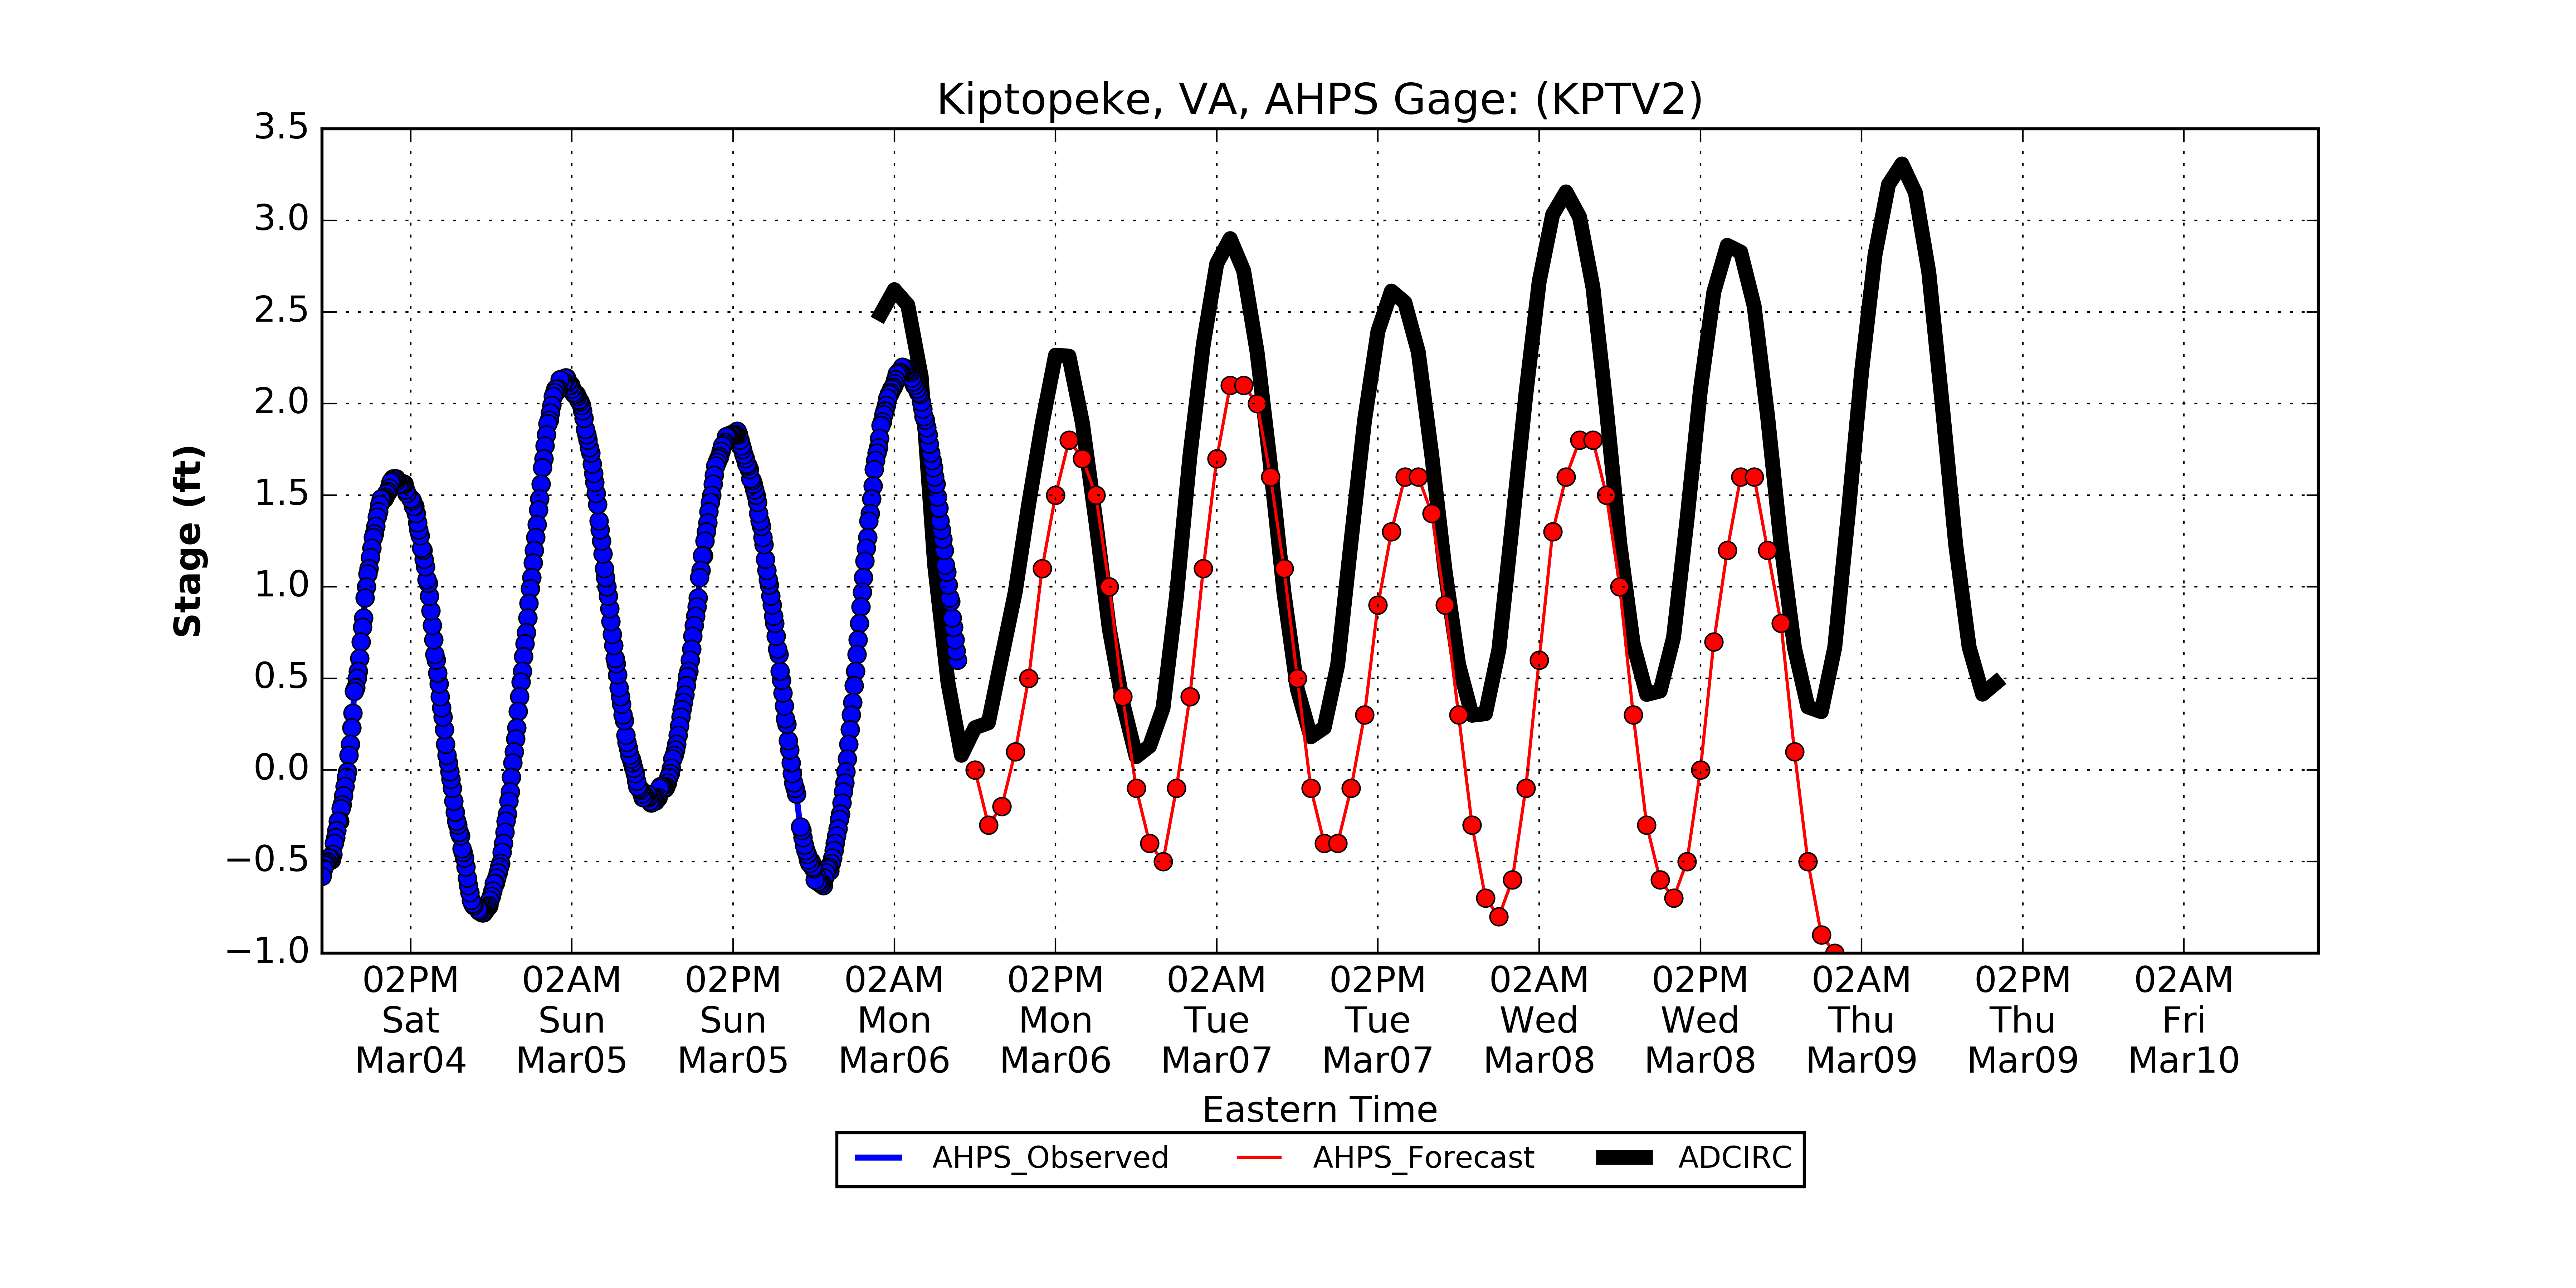 Kiptopeke, VA, AHPS Gage: (KPTV2)
3.5
3.0
2.5
2.0
1.5
1.0
0.5
0.0
−0.5
−1.0
Stage (ft)
02PM 02AM 02PM 02AM 02PM 02AM 02PM 02AM 02PM 02AM 02PM 02AM
Sat Sun Sun Mon Mon Tue Tue Wed Wed Thu Thu Fri
Mar04 Mar05 Mar05 Mar06 Mar06 Mar07 Mar07 Mar08 Mar08 Mar09 Mar09 Mar10
Eastern Time
AHPS_Observed AHPS_Forecast ADCIRC